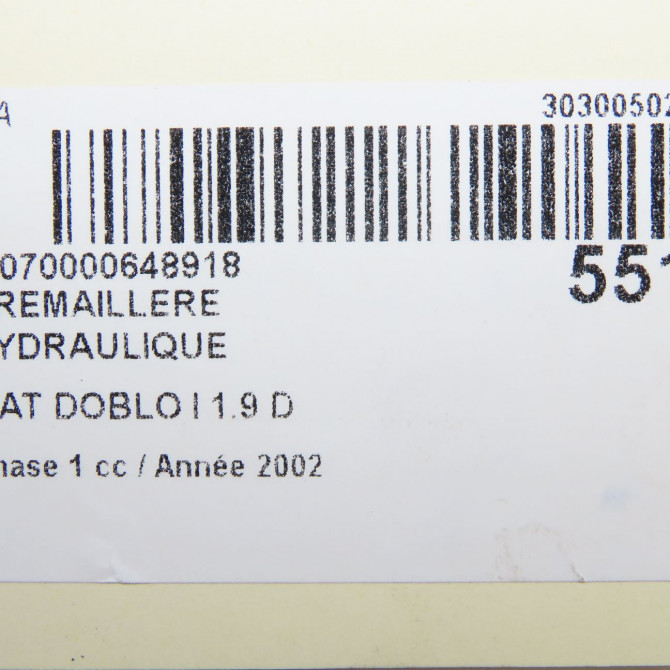 A
30300502
070000648918
551
REMAILLERE
YDRAULIQUE
AT DOBLO I 1.9 D
hase 1 cc / Année 2002